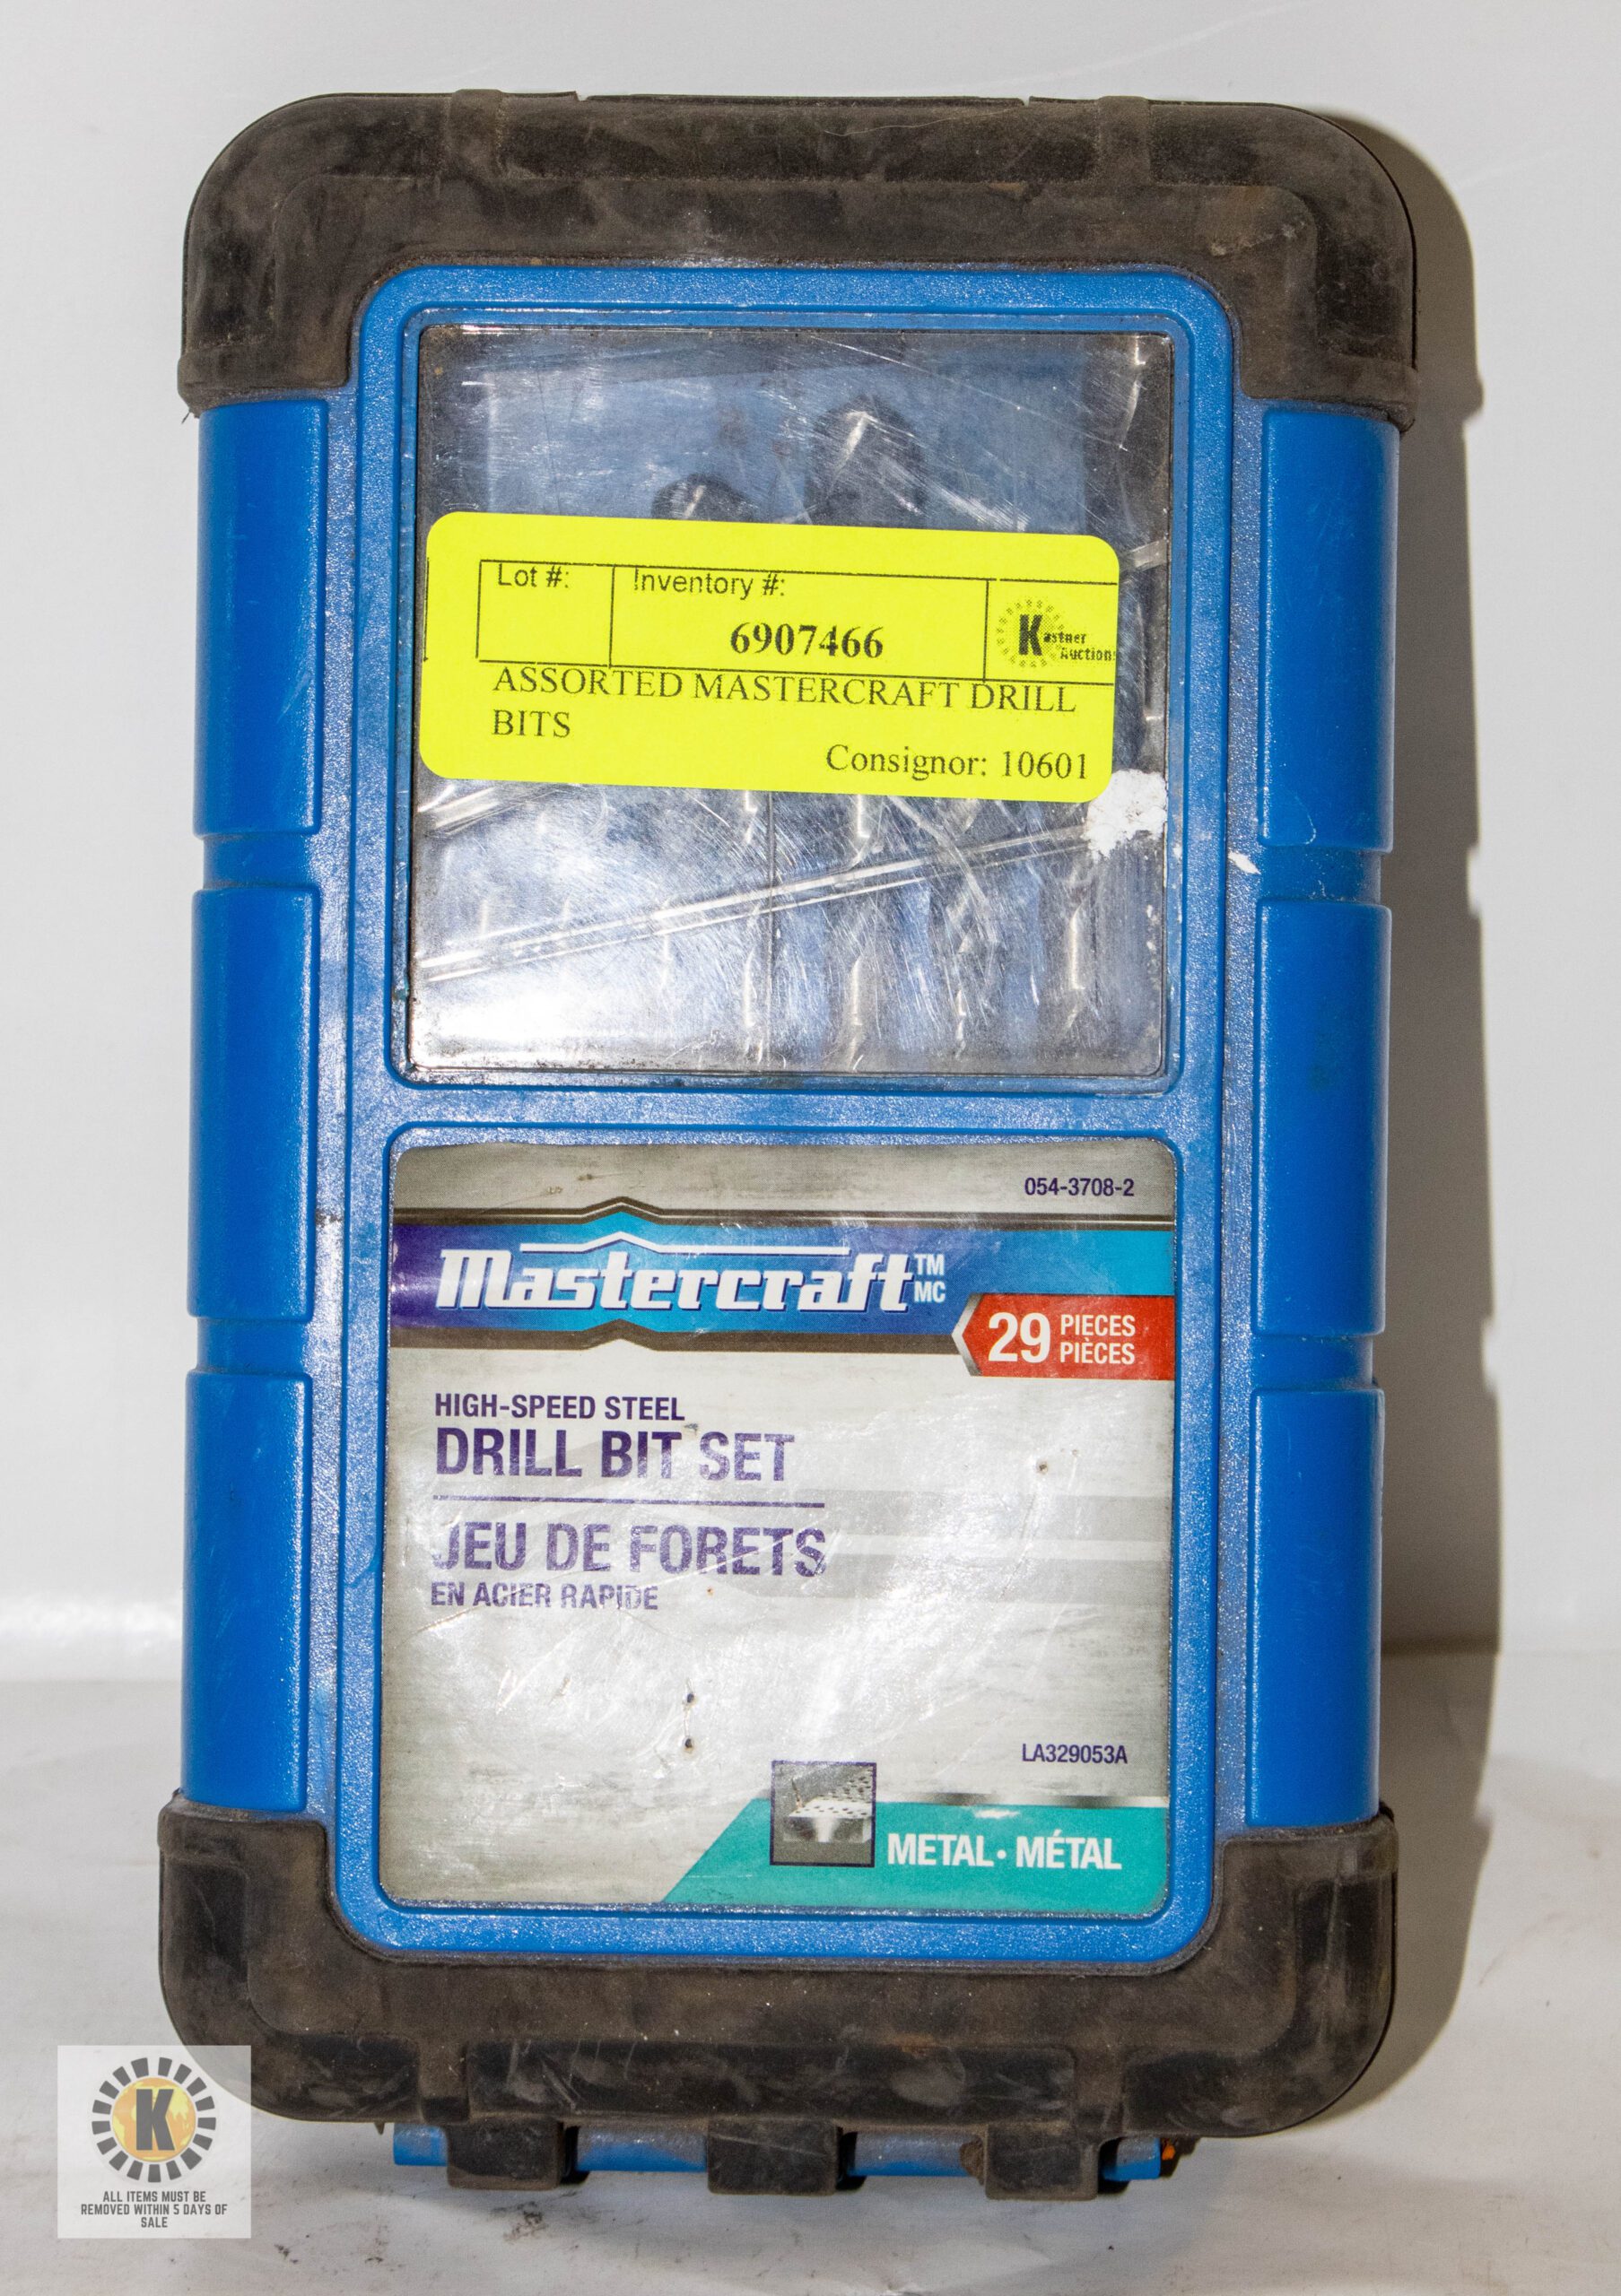 Lot #:
Inventory #:
6907466
Kastner
Auctions
ASSORTED MASTERCRAFT DRILL
BITS
Consignor: 10601
054-3708-2
Mastercraft TM
MC
29 PIECES
PIÈCES
HIGH-SPEED STEEL
DRILL BIT SET
JEU DE FORETS
EN ACIER RAPIDE
LA329053A
METAL • MÉTAL
K
ALL ITEMS MUST BE
REMOVED WITHIN 5 DAYS OF
SALE